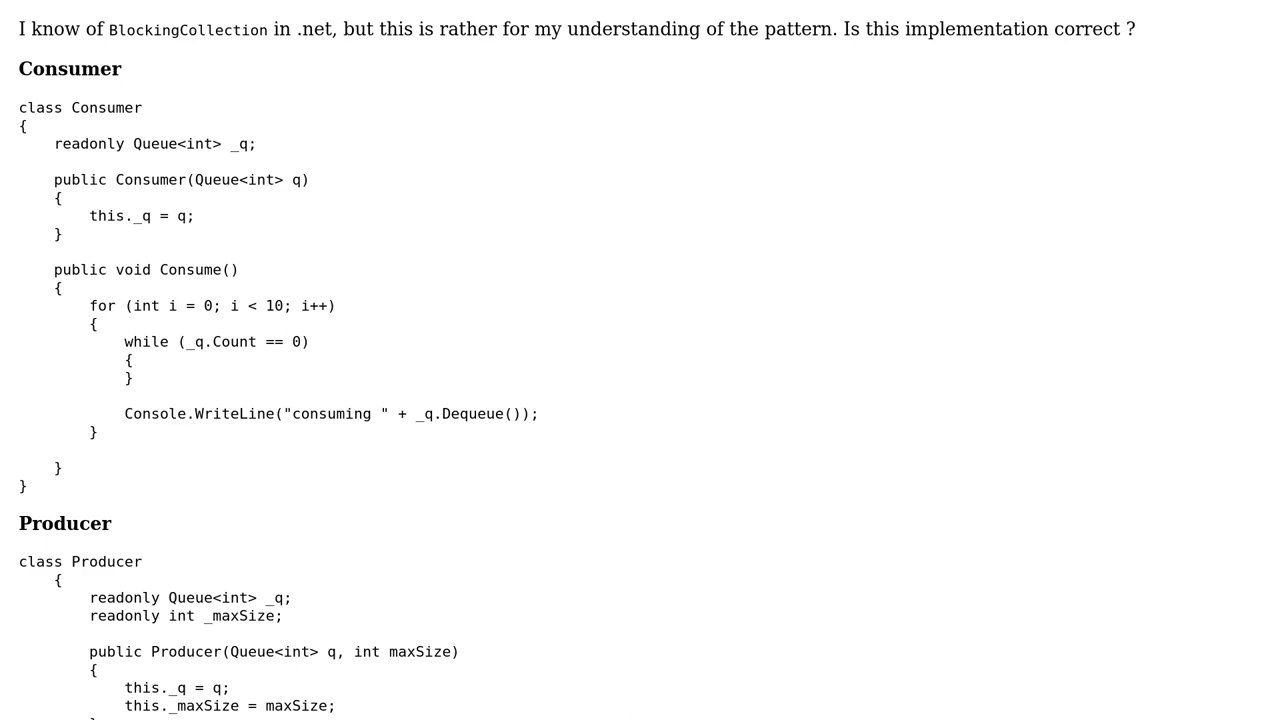 I know of BlockingCollection in .net, but this is rather for my understanding of the pattern. Is this implementation correct ?
Consumer
class Consumer
{
    readonly Queue<int> _q;

    public Consumer(Queue<int> q)
    {
        this._q = q;
    }

    public void Consume()
    {
        for (int i = 0; i < 10; i++)
        {
            while (_q.Count == 0)
            {
            }

            Console.WriteLine("consuming " + _q.Dequeue());
        }

    }
}
Producer
class Producer
    {
        readonly Queue<int> _q;
        readonly int _maxSize;

        public Producer(Queue<int> q, int maxSize)
        {
            this._q = q;
            this._maxSize = maxSize;